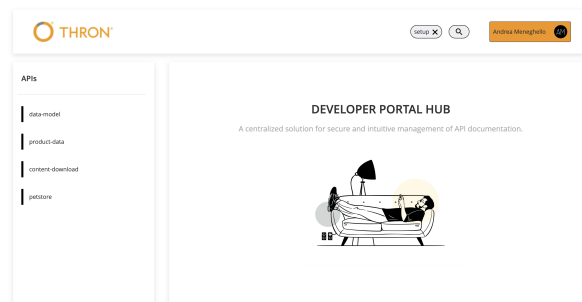 THRON
setup
Andrea Meneghello
AM
APIs
data-model
product-data
content-download
petstore
DEVELOPER PORTAL HUB
A centralized solution for secure and intuitive management of API documentation.